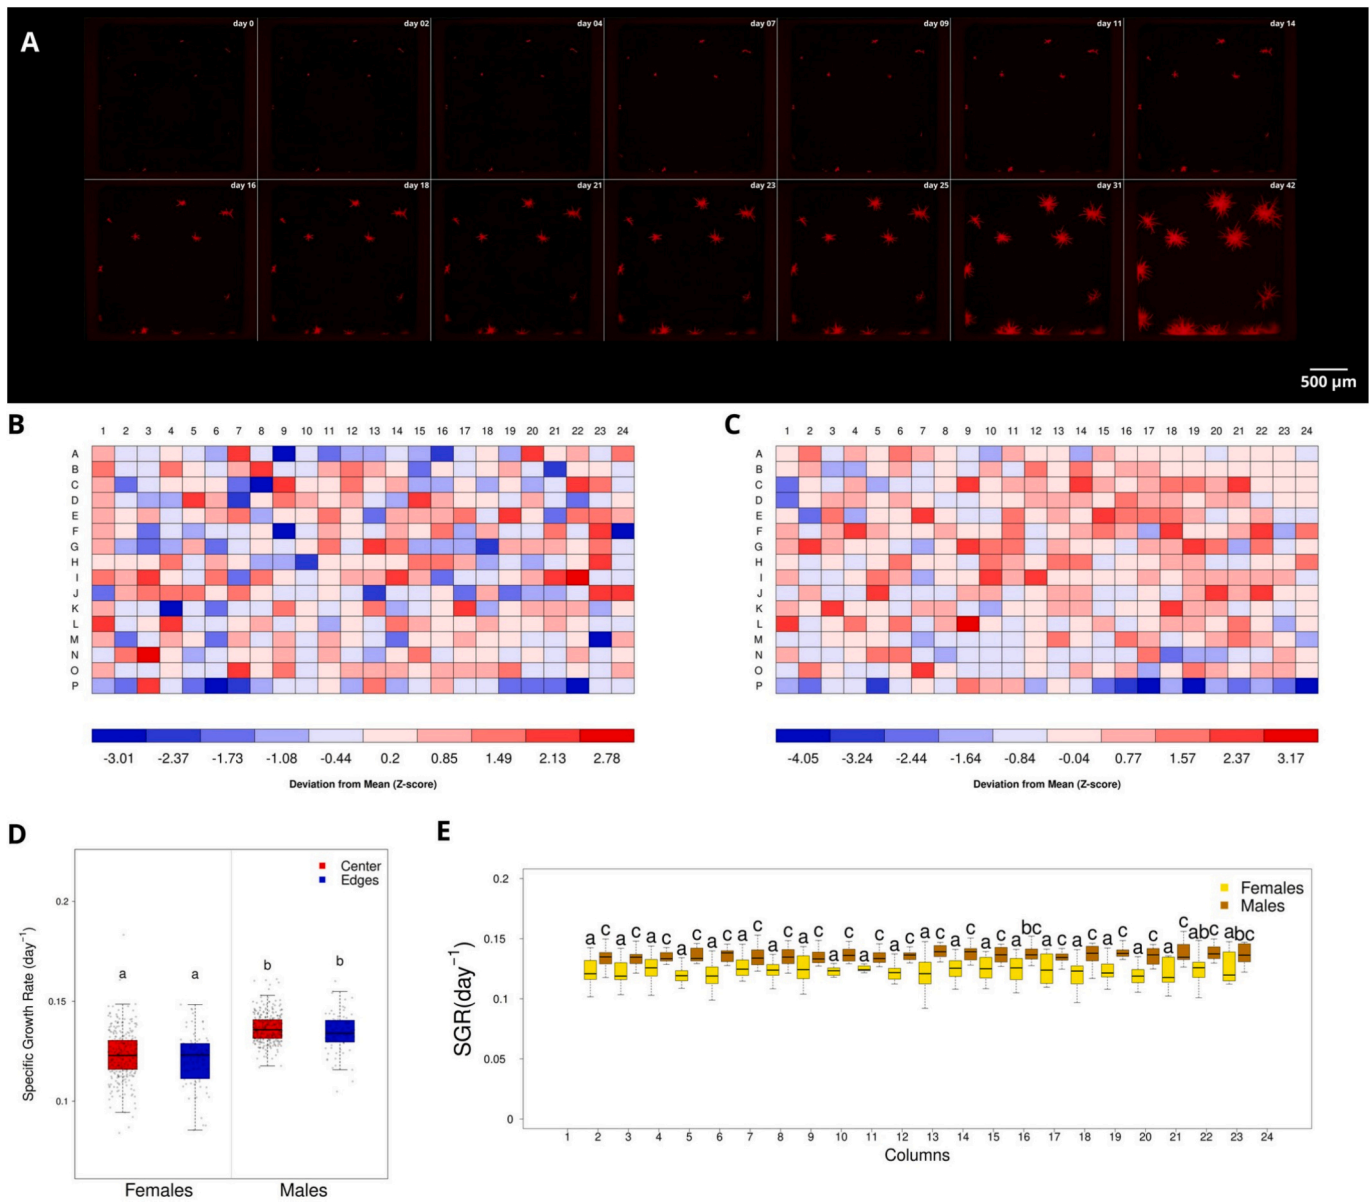 A
day 0 day 02 day 04 day 07 day 09 day 11 day 14
day 16 day 18 day 21 day 23 day 25 day 31 day 42
500 µm
B
1 2 3 4 5 6 7 8 9 10 11 12 13 14 15 16 17 18 19 20 21 22 23 24
A
B
C
D
E
F
G
H
I
J
K
L
M
N
O
P
-3.01 -2.37 -1.73 -1.08 -0.44 0.2 0.85 1.49 2.13 2.78
Deviation from Mean (Z-score)
C
1 2 3 4 5 6 7 8 9 10 11 12 13 14 15 16 17 18 19 20 21 22 23 24
A
B
C
D
E
F
G
H
I
J
K
L
M
N
O
P
-4.05 -3.24 -2.44 -1.64 -0.84 -0.04 0.77 1.57 2.37 3.17
Deviation from Mean (Z-score)
D
Center
Edges
Specific Growth Rate (day⁻¹)
0.2
0.15
0.1
a a b b
Females Males
E
Females
Males
SGR(day⁻¹)
0.2
0.15
0.1
0.05
0
a c a c a c a c a c a c a c a c a c a c a c a c a c a c a bc a c a c a c a c a c abc c abc abc
1 2 3 4 5 6 7 8 9 10 11 12 13 14 15 16 17 18 19 20 21 22 23 24
Columns